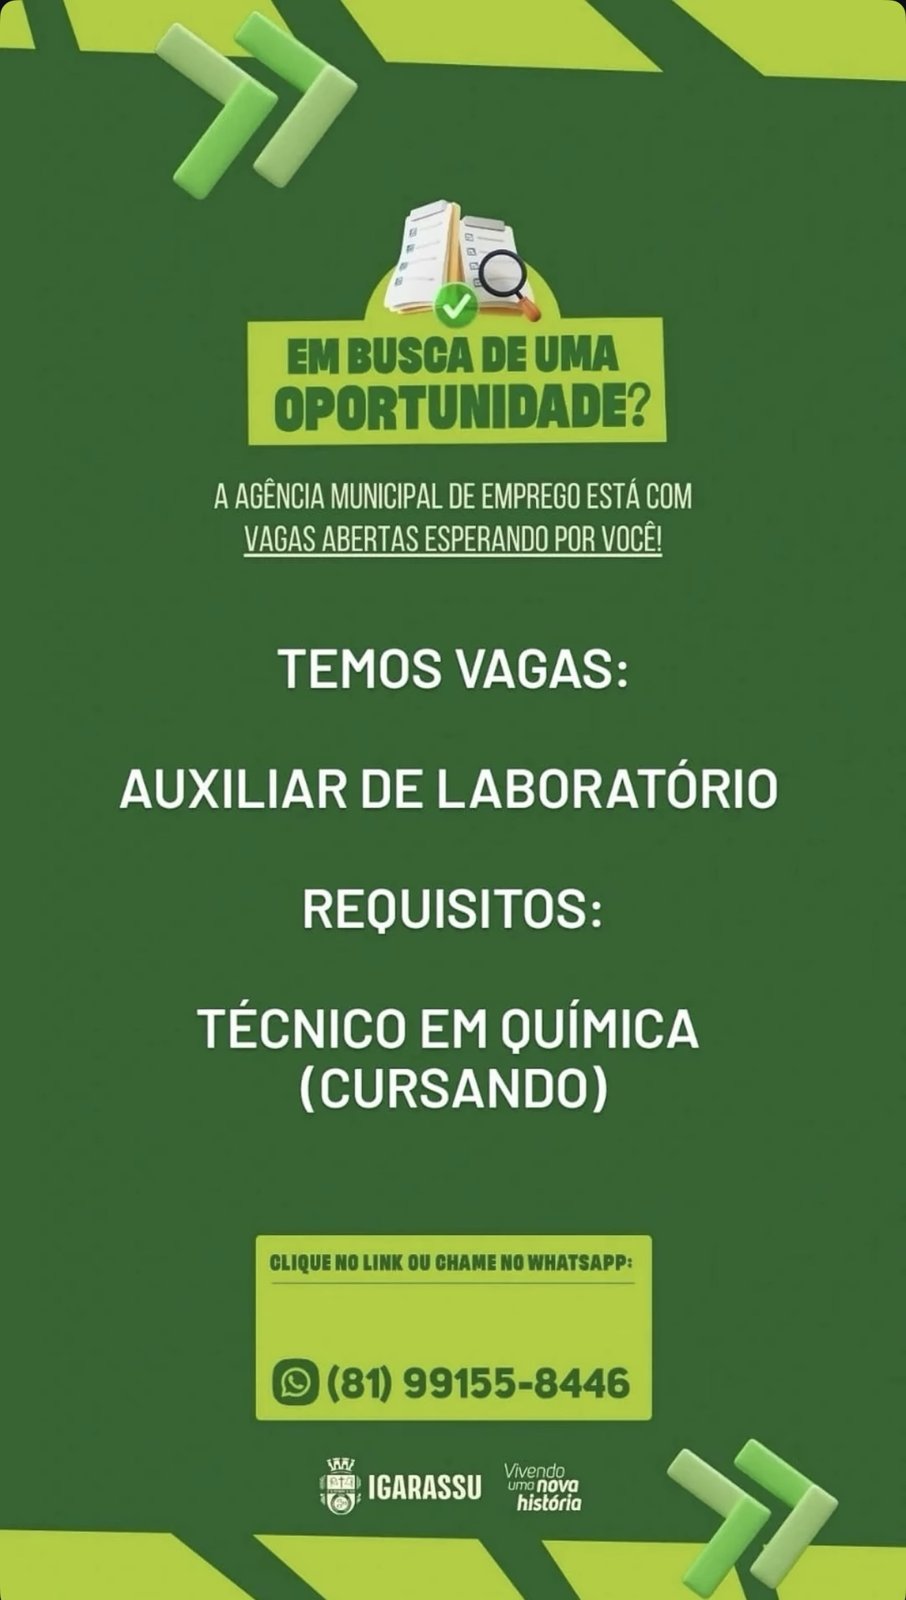 EM BUSCA DE UMA
OPORTUNIDADE?
A AGÊNCIA MUNICIPAL DE EMPREGO ESTÁ COM
VAGAS ABERTAS ESPERANDO POR VOCÊ!
TEMOS VAGAS:
AUXILIAR DE LABORATÓRIO
REQUISITOS:
TÉCNICO EM QUÍMICA
(CURSANDO)
CLIQUE NO LINK OU CHAME NO WHATSAPP:
(81) 99155-8446
IGARASSU
Vivendo
uma nova
história